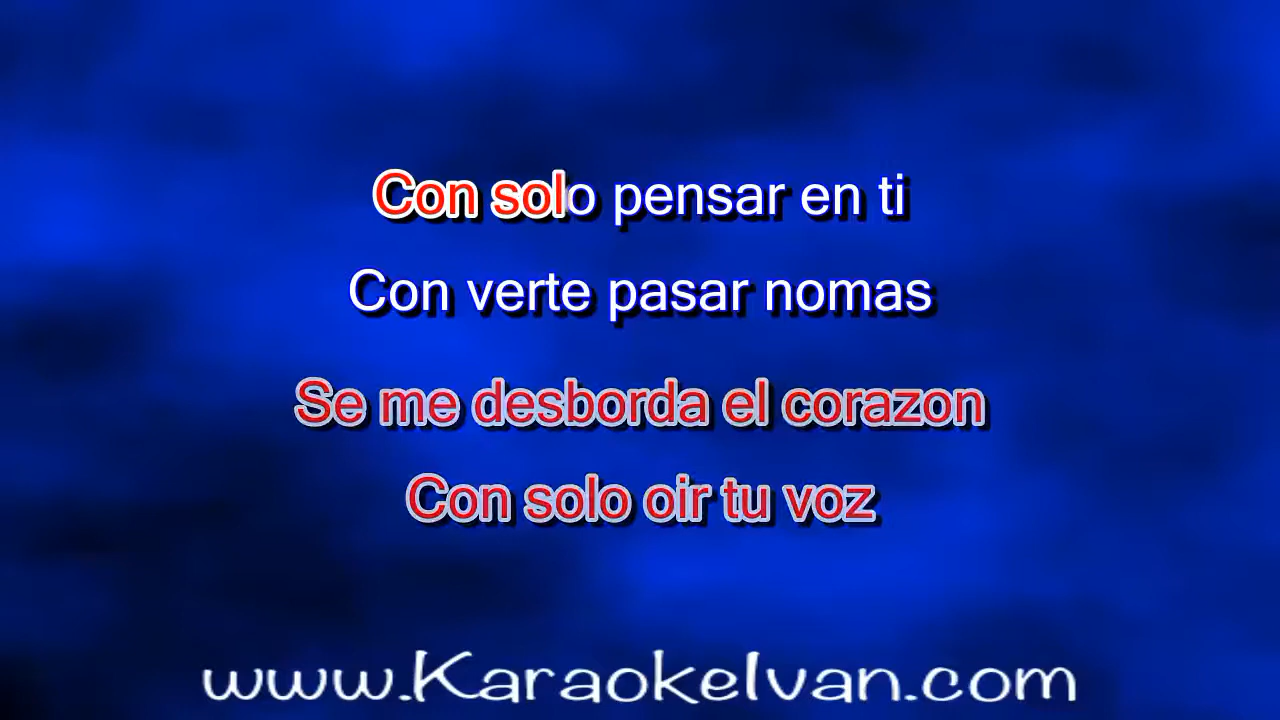 Con solo pensar en ti
Con verte pasar nomas
Se me desborda el corazon
Con solo oir tu voz
www.KaraokeIvan.com